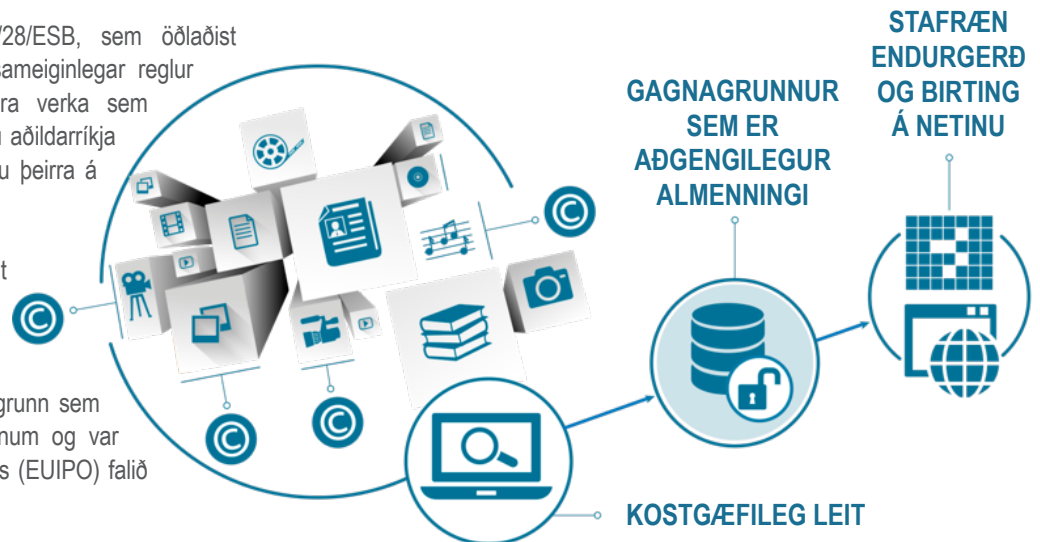 /28/ESB, sem öðlaðist
sameiginlegar reglur
ra verka sem
aðildarríkja
u þeirra á
t
grunn sem
num og var
s (EUIPO) falið
©
©
©
©
GAGNAGRUNNUR
SEM ER
AÐGENGILEGUR
ALMENNINGI
STAFRÆN
ENDURGERÐ
OG BIRTING
Á NETINU
KOSTGÆFILEG LEIT